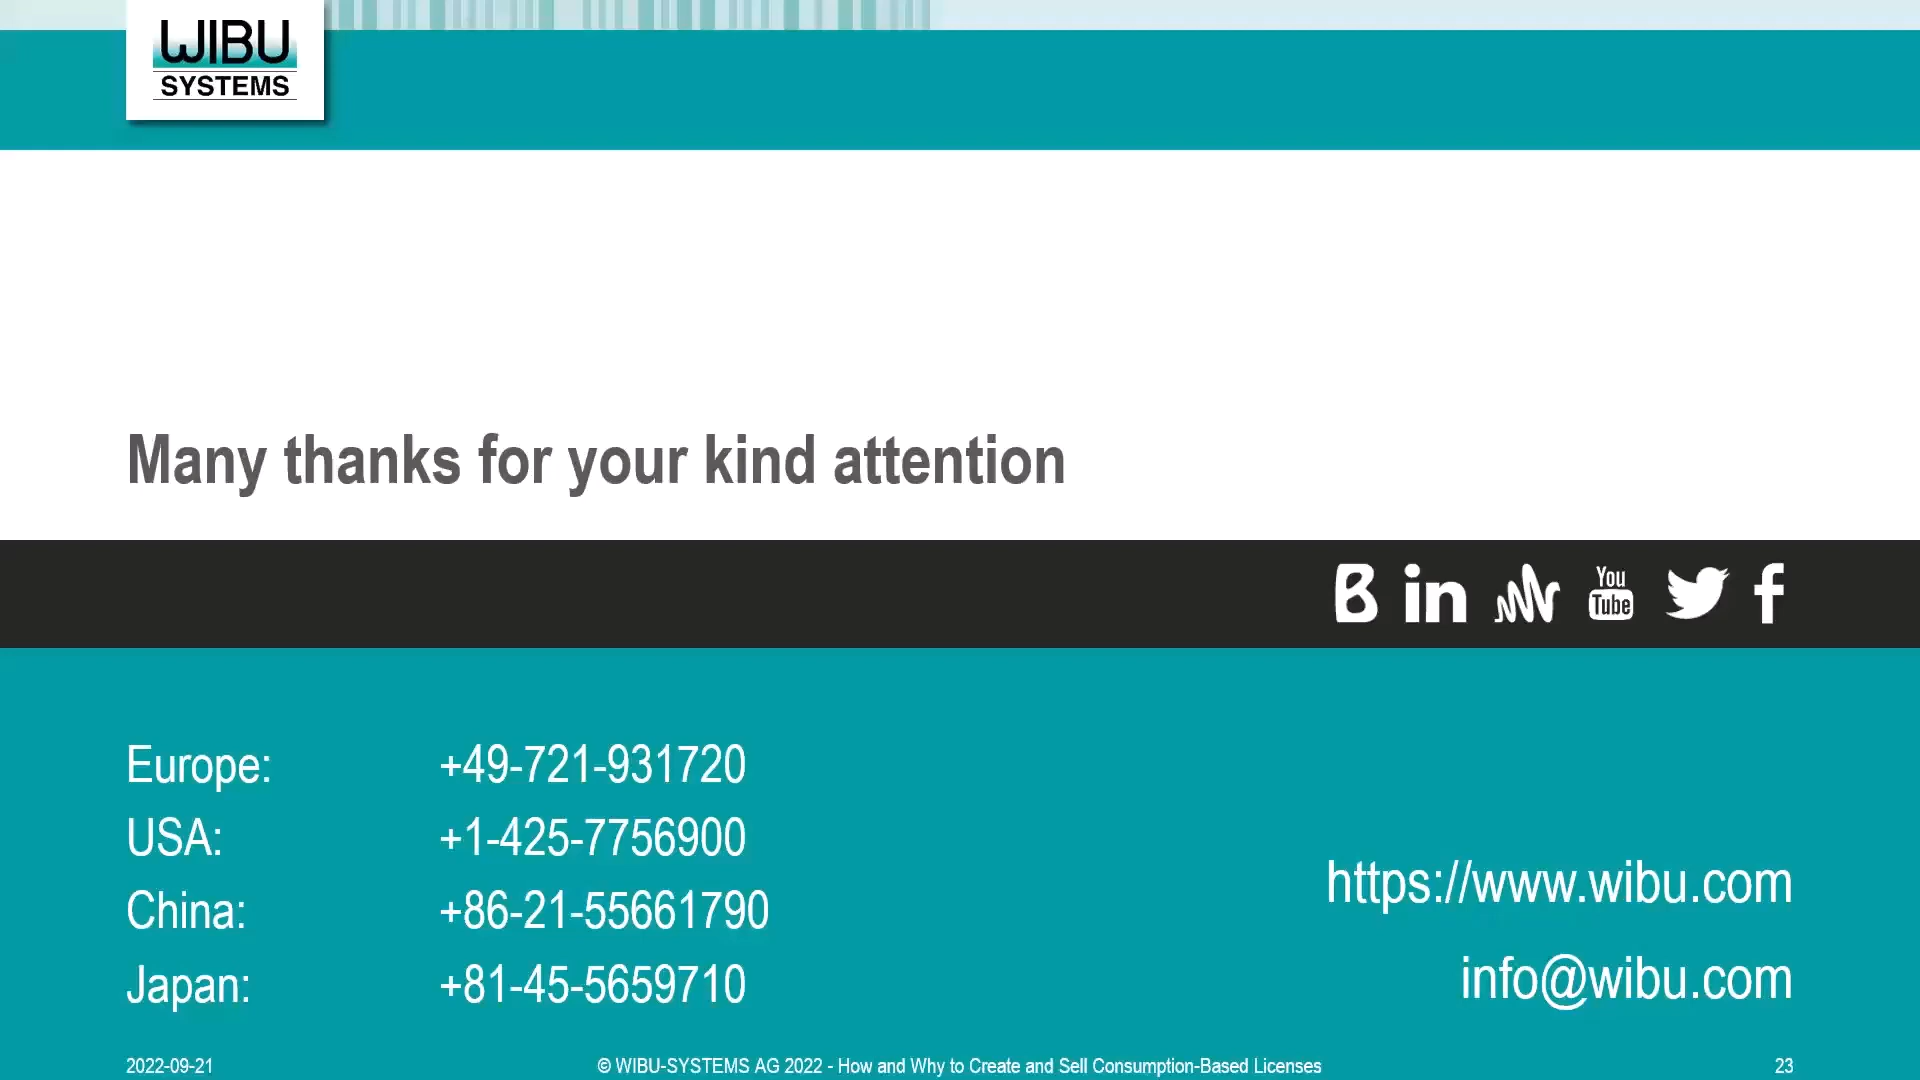 WIBU
SYSTEMS
Many thanks for your kind attention
B in You Tube f
Europe: +49-721-931720
USA: +1-425-7756900
China: +86-21-55661790
Japan: +81-45-5659710
https://www.wibu.com
info@wibu.com
2022-09-21 © WIBU-SYSTEMS AG 2022 - How and Why to Create and Sell Consumption-Based Licenses 23